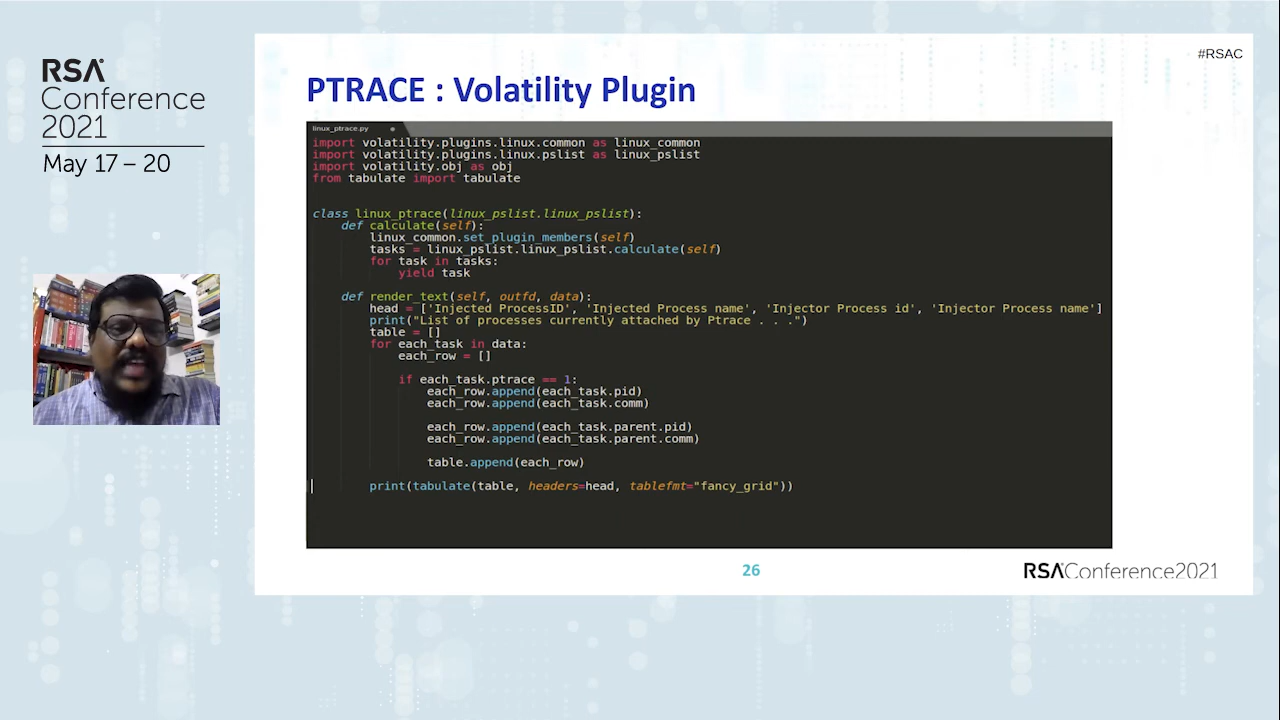 RSA
Conference
2021
May 17 – 20
#RSAC
PTRACE : Volatility Plugin
linux_ptrace.py
import volatility.plugins.linux.common as linux_common
import volatility.plugins.linux.pslist as linux_pslist
import volatility.obj as obj
from tabulate import tabulate
class linux_ptrace(linux_pslist.linux_pslist):
def calculate(self):
linux_common.set_plugin_members(self)
tasks = linux_pslist.linux_pslist.calculate(self)
for task in tasks:
yield task
def render_text(self, outfd, data):
head = ['Injected ProcessID', 'Injected Process name', 'Injector Process id', 'Injector Process name']
print("List of processes currently attached by Ptrace . . .")
table = []
for each_task in data:
each_row = []
if each_task.ptrace == 1:
each_row.append(each_task.pid)
each_row.append(each_task.comm)
each_row.append(each_task.parent.pid)
each_row.append(each_task.parent.comm)
table.append(each_row)
print(tabulate(table, headers=head, tablefmt="fancy_grid"))
26
RSAConference2021